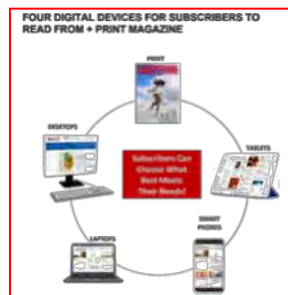 FOUR DIGITAL DEVICES FOR SUBSCRIBERS TO
READ FROM + PRINT MAGAZINE
PRINT
DESKTOPS
Subscribers Can
Choose What
Best Meets
Their Needs!
TABLETS
SMART
PHONES
LAPTOPS